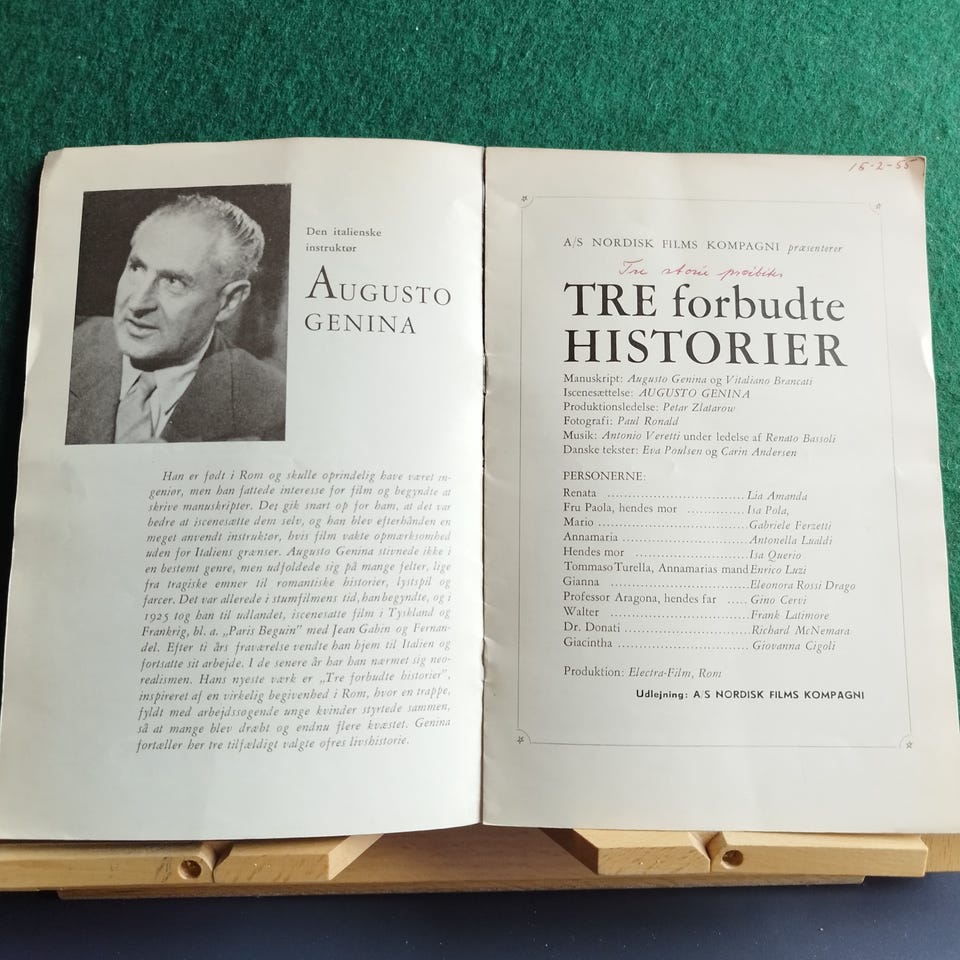 Den italienske
instruktør
AUGUSTO
GENINA
Han er født i Rom og skulle oprindelig have været in-
geniør, men han fattede interesse for film og begyndte at
skrive manuskripter. Det gik snart op for ham, at det var
bedre at iscenesætte dem selv, og han blev efterhånden en
meget anvendt instruktør, hvis film vakte opmærksomhed
uden for Italiens grænser. Augusto Genina stivnede ikke i
en bestemt genre, men udfoldede sig på mange felter, lige
fra tragiske emner til romantiske historier, lystspil og
farcer. Det var allerede i stumfilmens tid, han begyndte, og i
1925 tog han til udlandet, iscenesatte film i Tyskland og
Frankrig, bl. a. „Paris Beguin" med Jean Gabin og Fernan-
del. Efter ti års fraværelse vendte han hjem til Italien og
fortsatte sit arbejde. I de senere år har han nærmet sig neo-
realismen. Hans nyeste værk er „Tre forbudte historier",
inspireret af en virkelig begivenhed i Rom, hvor en trappe,
fyldt med arbejdssøgende unge kvinder styrtede sammen,
så at mange blev dræbt og endnu flere kvæstet. Genina
fortæller her tre tilfældigt valgte ofres livshistorie.
15-2-55
A/S NORDISK FILMS KOMPAGNI præsenterer
Tre storie proibite
TRE forbudte
HISTORIER
Manuskript: Augusto Genina og Vitaliano Brancati
Iscenesættelse: AUGUSTO GENINA
Produktionsledelse: Petar Zlatarow
Fotografi: Paul Ronald
Musik: Antonio Veretti under ledelse af Renato Bassoli
Danske tekster: Eva Poulsen og Carin Andersen
PERSONERNE:
Renata ................................ Lia Amanda
Fru Paola, hendes mor .............. Isa Pola,
Mario ................................... Gabriele Ferzetti
Annamaria ............................ Antonella Lualdi
Hendes mor .......................... Isa Querio
Tommaso Turella, Annamarias mand Enrico Luzi
Gianna ................................ Eleonora Rossi Drago
Professor Aragona, hendes far ..... Gino Cervi
Walter ................................. Frank Latimore
Dr. Donati ............................. Richard McNemara
Giacintha .............................. Giovanna Cigoli
Produktion: Electra-Film, Rom
Udlejning: A/S NORDISK FILMS KOMPAGNI